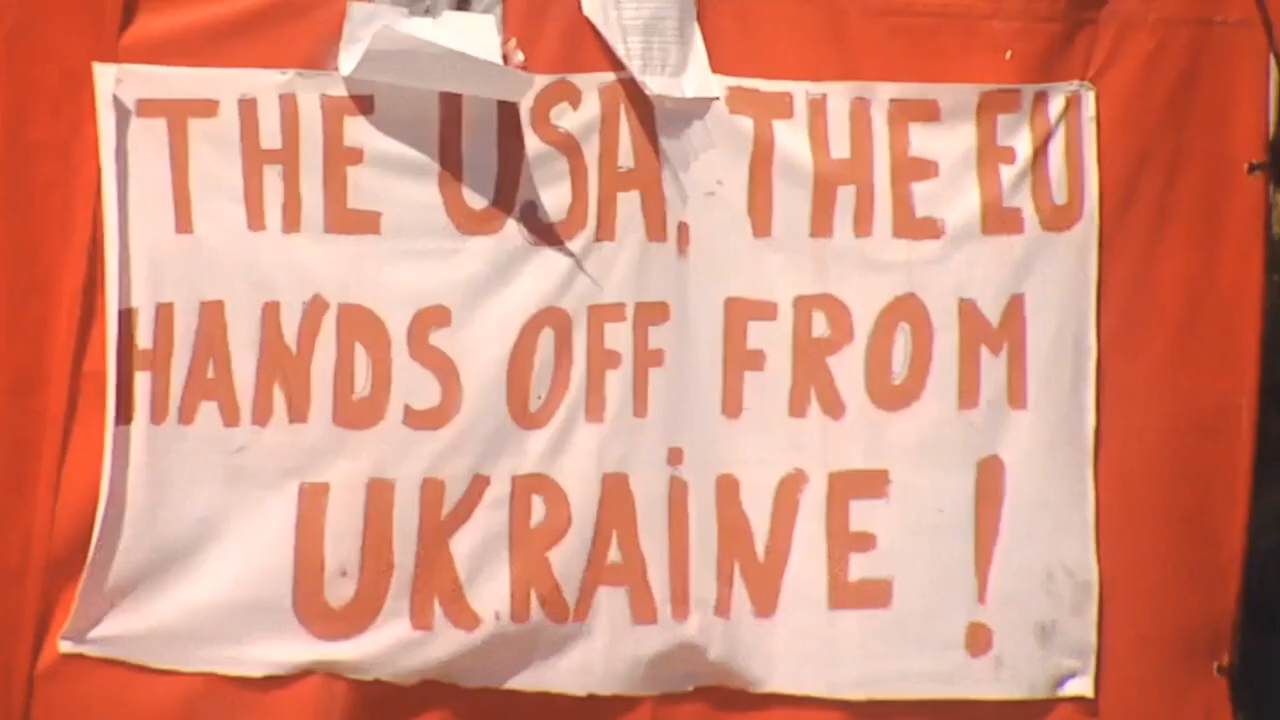 THE USA, THE EU
HANDS OFF FROM
UKRAiNE !